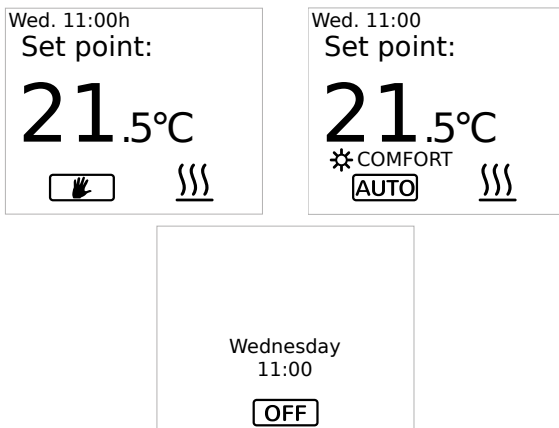 Wed. 11:00h
Set point:
21.5°C
Wed. 11:00
Set point:
21.5°C
COMFORT
AUTO
Wednesday
11:00
OFF